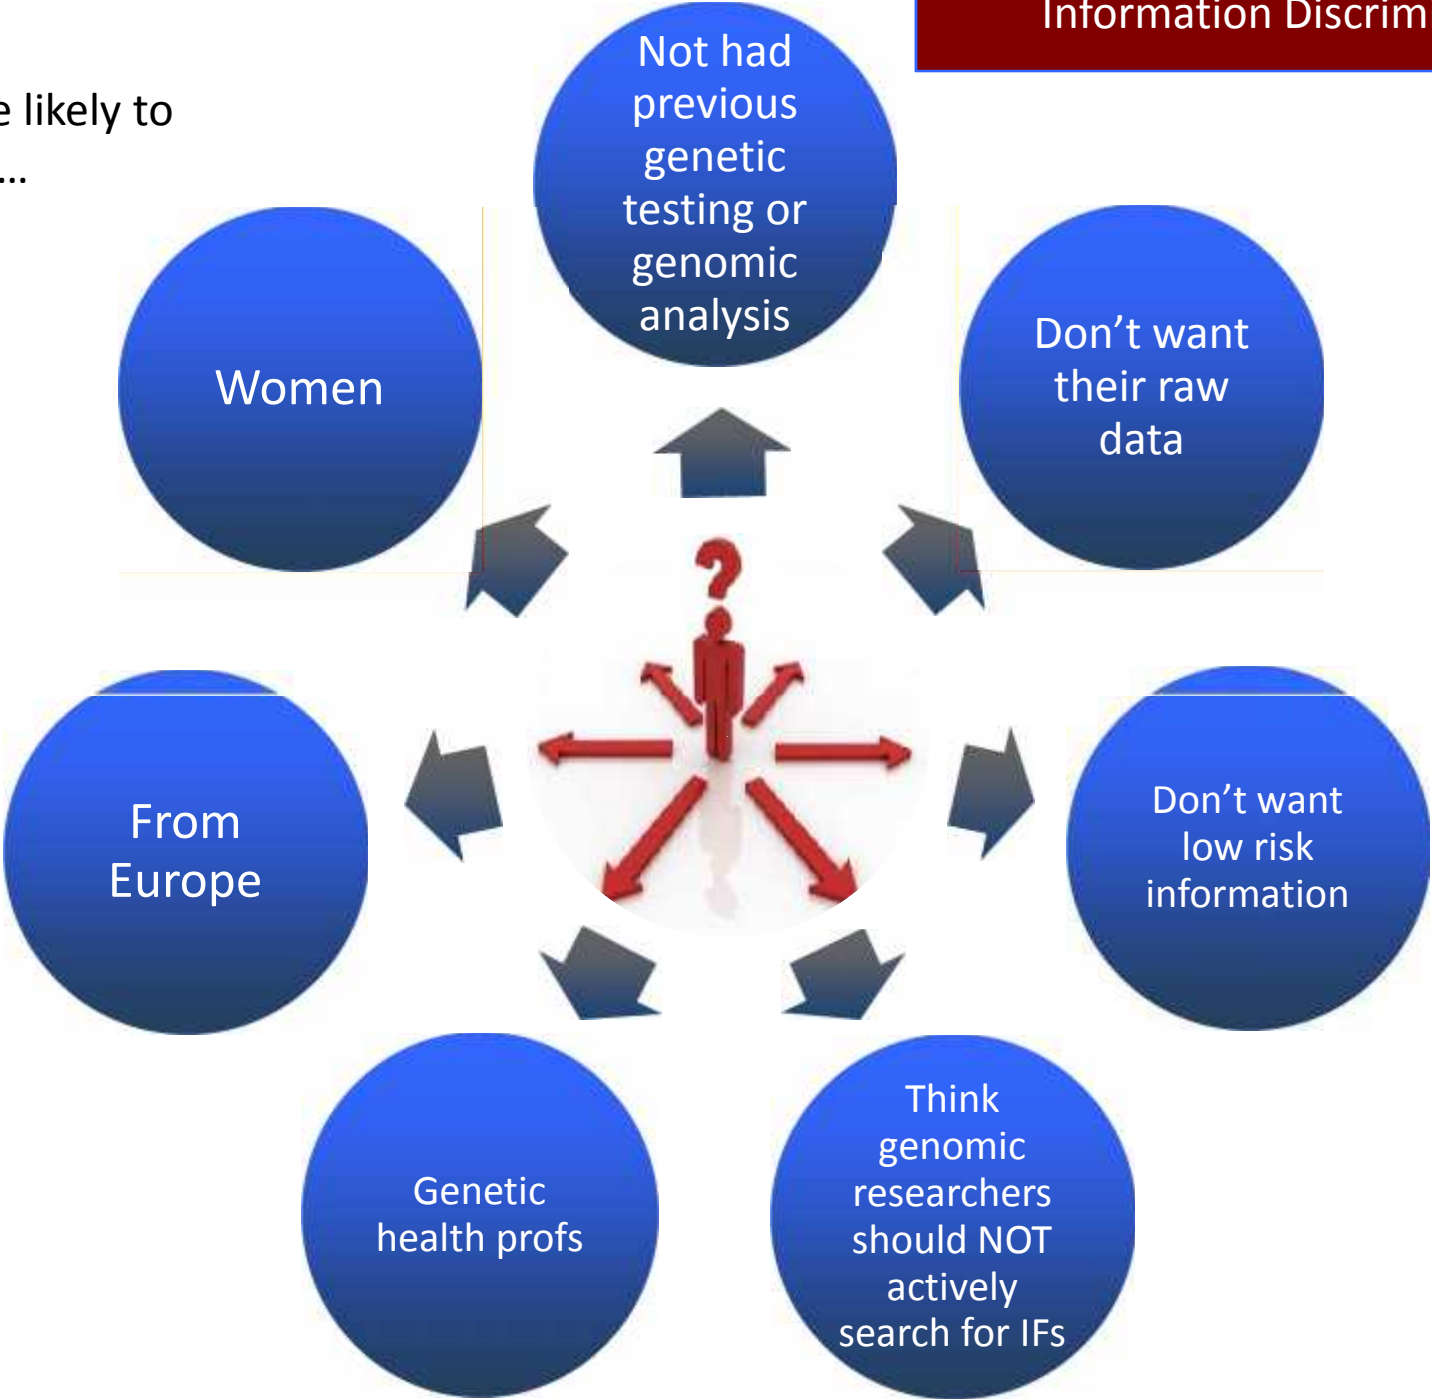 Information Discrim
e likely to
...
Not had
previous
genetic
testing or
genomic
analysis
Women
Don't want
their raw
data
From
Europe
Don't want
low risk
information
Genetic
health profs
Think
genomic
researchers
should NOT
actively
search for IFs
?